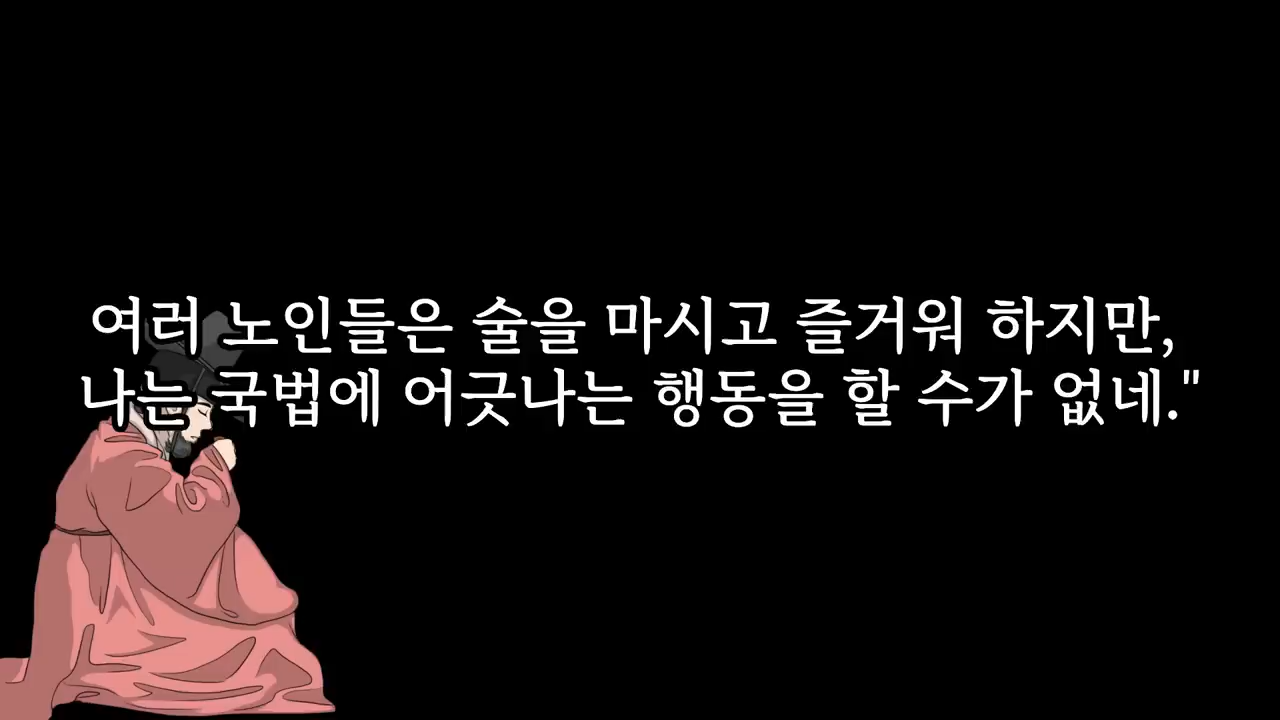 여러 노인들은 술을 마시고 즐거워 하지만,
나는 국법에 어긋나는 행동을 할 수가 없네."